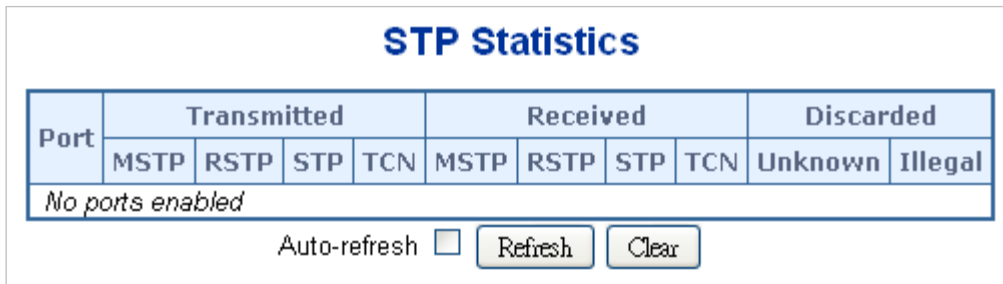 STP Statistics
Port Transmitted Received Discarded
MSTP RSTP STP TCN MSTP RSTP STP TCN Unknown Illegal
No ports enabled
Auto-refresh Refresh Clear